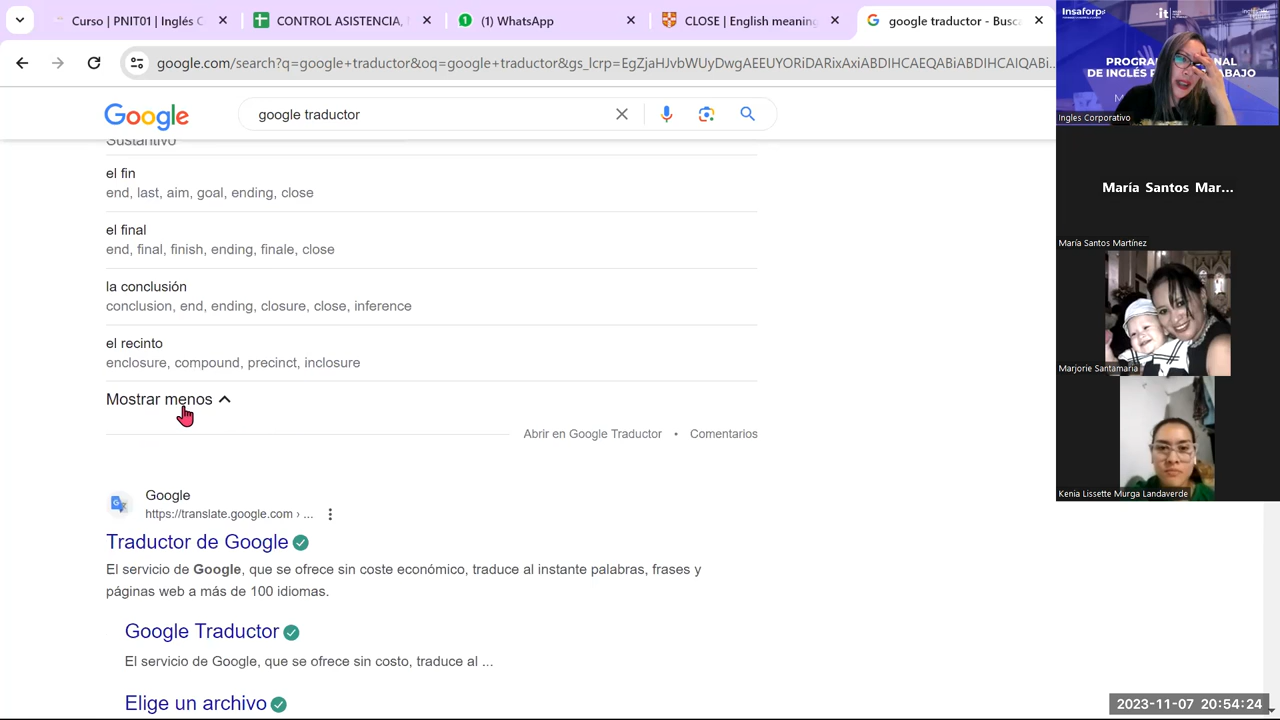 Curso | PNIT01 | Inglés C
CONTROL ASIS
(1) WhatsApp
CLOSE | English meaning
google traductor - Busc
google.com/search?q=google+traductor&oq=google+traductor&gs_lcrp=EgZjaHJvbWUyDwgAEEUYORiDARixAxiABDIHCAEQABiABDIHCAIQABi...
Google
google traductor
Sustantivo
el fin
end, last, aim, goal, ending, close
el final
end, final, finish, ending, finale, close
la conclusión
conclusion, end, ending, closure, close, inference
el recinto
enclosure, compound, precinct, inclosure
Mostrar menos
Abrir en Google Traductor • Comentarios
Google
https://translate.google.com › ...
Traductor de Google
El servicio de Google, que se ofrece sin coste económico, traduce al instante palabras, frases y
páginas web a más de 100 idiomas.
Google Traductor
El servicio de Google, que se ofrece sin costo, traduce al ...
Elige un archivo
Insaforp
it
Ingles Corporativo
María Santos Mar...
María Santos Martínez
Marjorie Santamaria
Kenia Lissette Murga Landaverde
2023-11-07 20:54:24